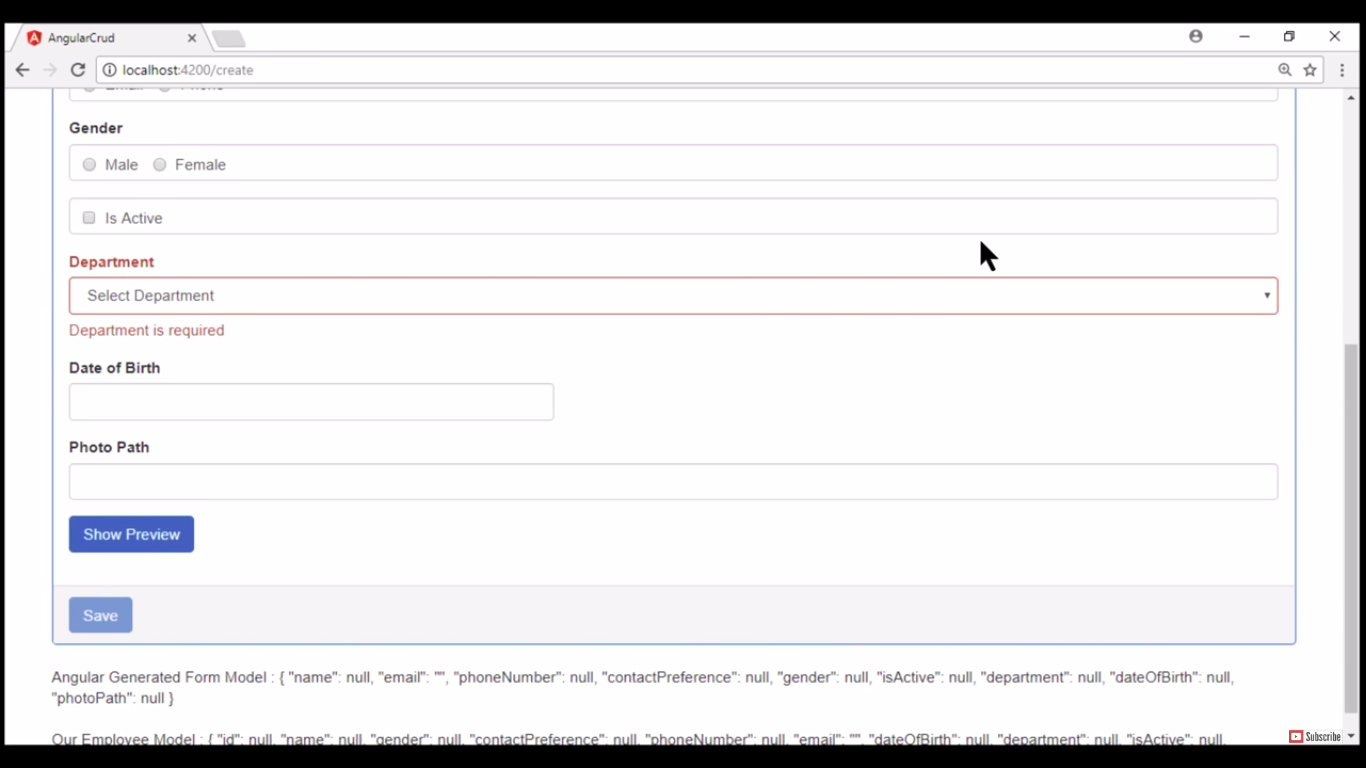 AngularCrud
localhost:4200/create
Email Phone
Gender
Male Female
Is Active
Department
Select Department
Department is required
Date of Birth
Photo Path
Show Preview
Save
Angular Generated Form Model : { "name": null, "email": "", "phoneNumber": null, "contactPreference": null, "gender": null, "isActive": null, "department": null, "dateOfBirth": null,
"photoPath": null }
Our Employee Model : { "id": null, "name": null, "gender": null, "contactPreference": null, "phoneNumber": null, "email": "", "dateOfBirth": null, "department": null, "isActive": null,
Subscribe